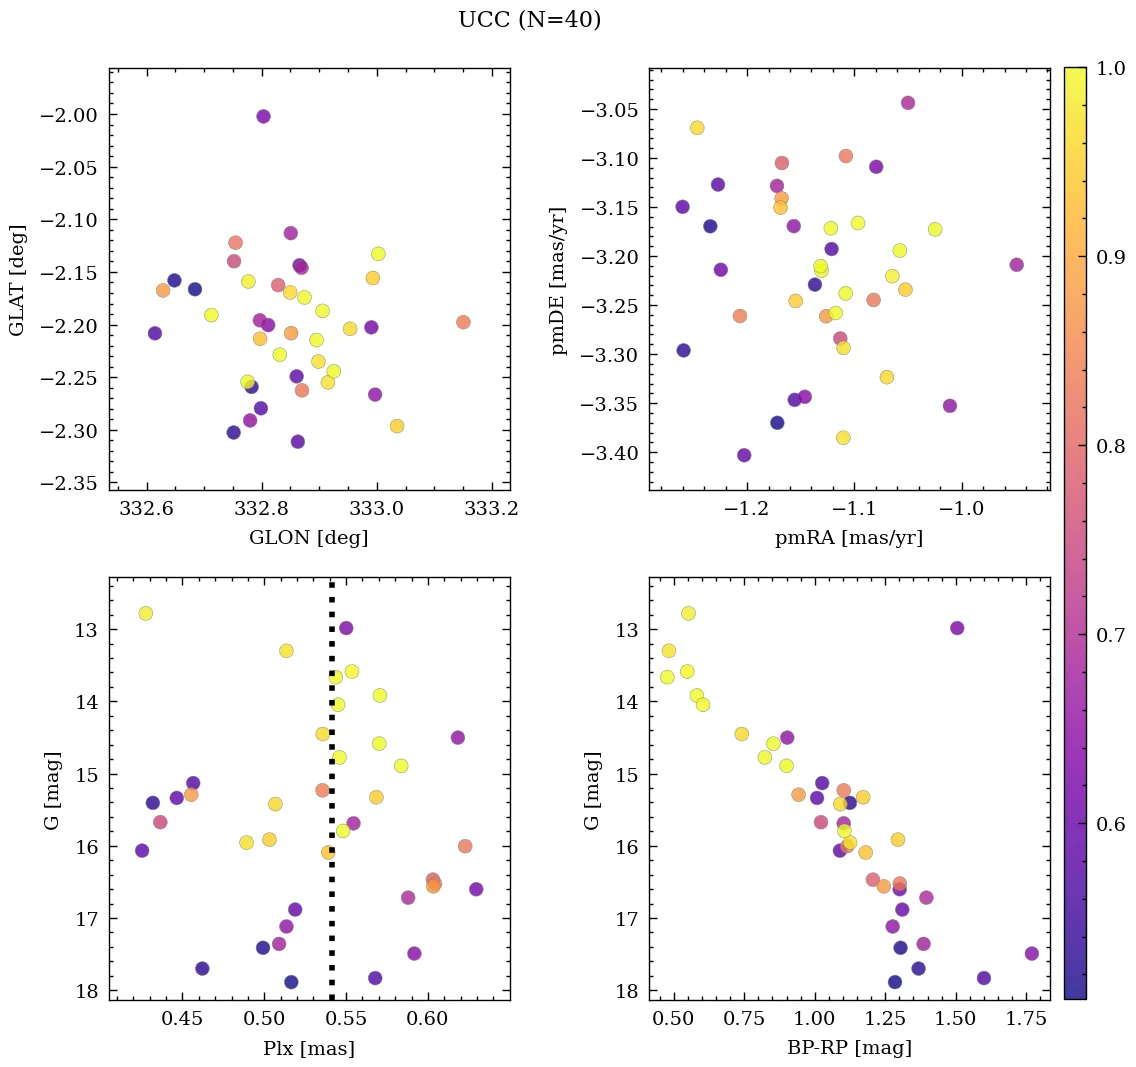 UCC (N=40)
−2.00
−2.05
−2.10
−2.15
−2.20
−2.25
−2.30
−2.35
GLAT [deg]
332.6 332.8 333.0 333.2
GLON [deg]
−3.05
−3.10
−3.15
−3.20
−3.25
−3.30
−3.35
−3.40
pmDE [mas/yr]
−1.2 −1.1 −1.0
pmRA [mas/yr]
1.0
0.9
0.8
0.7
0.6
13
14
15
16
17
18
G [mag]
0.45 0.50 0.55 0.60
Plx [mas]
13
14
15
16
17
18
G [mag]
0.50 0.75 1.00 1.25 1.50 1.75
BP-RP [mag]